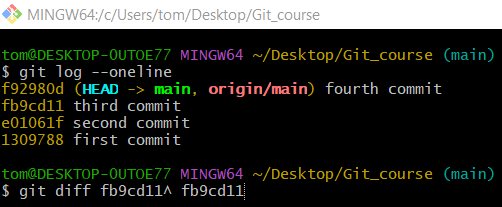 MINGW64:/c/Users/tom/Desktop/Git_course
tom@DESKTOP-OUTOE77 MINGW64 ~/Desktop/Git_course (main)
$ git log --oneline
f92980d (HEAD -> main, origin/main) fourth commit
fb9cd11 third commit
e01061f second commit
1309788 first commit
tom@DESKTOP-OUTOE77 MINGW64 ~/Desktop/Git_course (main)
$ git diff fb9cd11^ fb9cd11